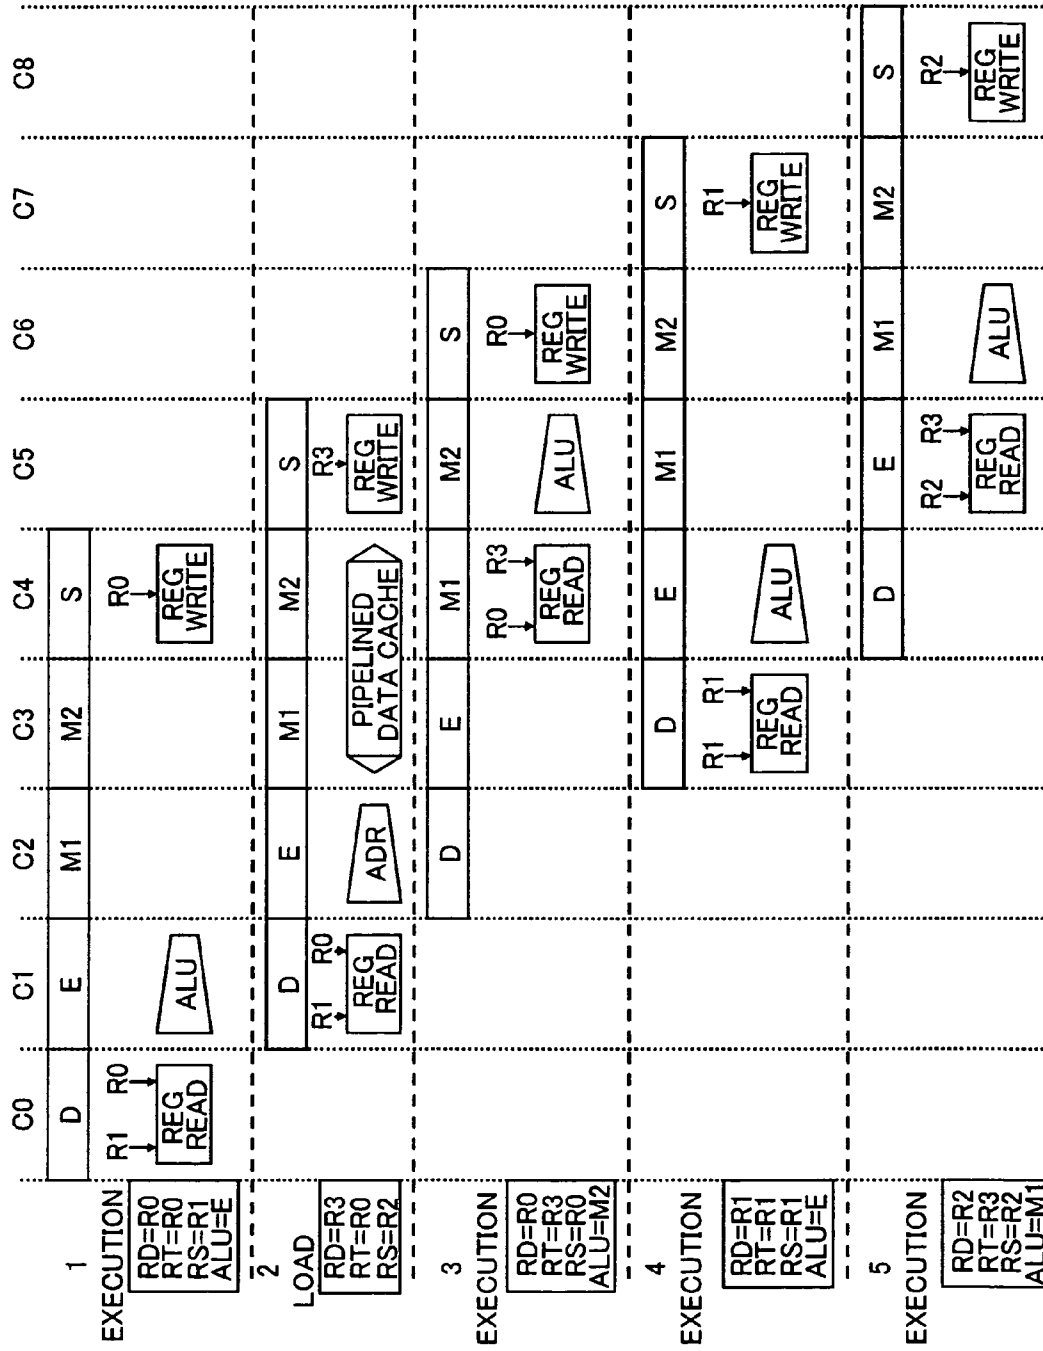 C0 C1 C2 C3 C4 C5 C6 C7 C8
1
EXECUTION
RD=R0
RT=R0
RS=R1
ALU=E
D E M1 M2 S
R1 R0
REG
READ
ALU
R0
REG
WRITE
2
LOAD
RD=R3
RT=R0
RS=R2
D E M1 M2 S
R1 R0
REG
READ
ADR
PIPELINED
DATA CACHE
R3
REG
WRITE
3
EXECUTION
RD=R0
RT=R3
RS=R0
ALU=M2
D E M1 M2 S
R0 R3
REG
READ
ALU
R0
REG
WRITE
4
EXECUTION
RD=R1
RT=R1
RS=R1
ALU=E
D E M1 M2 S
R1 R1
REG
READ
ALU
R1
REG
WRITE
5
EXECUTION
RD=R2
RT=R3
RS=R2
ALU=M1
D E M1 M2 S
R2 R3
REG
READ
ALU
R2
REG
WRITE